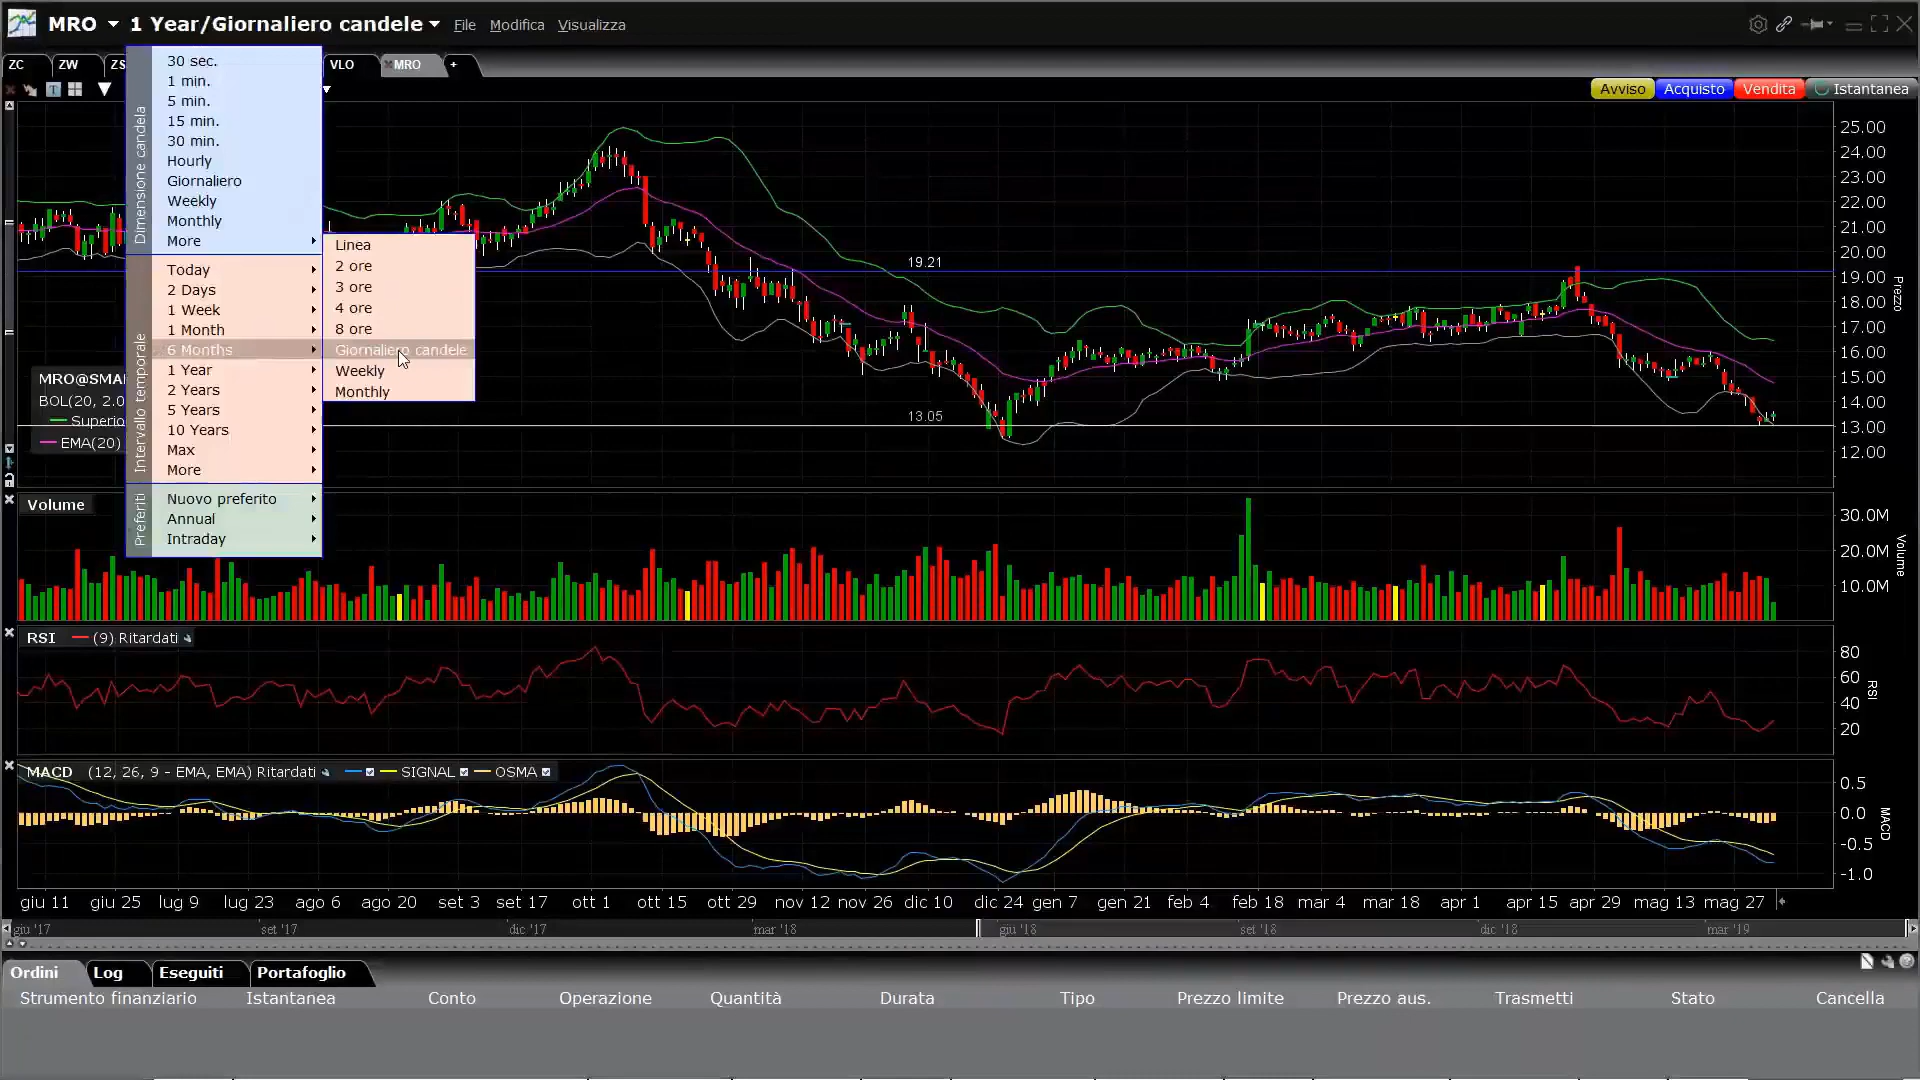 MRO 1 Year/Giornaliero candele File Modifica Visualizza
ZC ZW ZS VLO MRO +
Avviso Acquisto Vendita Istantanea
Dimensione candela
30 sec.
1 min.
5 min.
15 min.
30 min.
Hourly
Giornaliero
Weekly
Monthly
More
Intervallo temporale
Today
2 Days
1 Week
1 Month
6 Months
1 Year
2 Years
5 Years
10 Years
Max
More
Preferiti
Nuovo preferito
Annual
Intraday
Linea
2 ore
3 ore
4 ore
8 ore
Giornaliero candele
Weekly
Monthly
MRO@SMA
BOL(20, 2.0
Superio
EMA(20)
19.21
13.05
25.00
24.00
23.00
22.00
21.00
20.00
19.00
18.00
17.00
16.00
15.00
14.00
13.00
12.00
Prezzo
Volume
30.0M
20.0M
10.0M
Volume
RSI (9) Ritardati
80
60
40
20
RSI
MACD (12, 26, 9 - EMA, EMA) Ritardati SIGNAL OSMA
0.5
0.0
-0.5
-1.0
MACD
giu 11 giu 25 lug 9 lug 23 ago 6 ago 20 set 3 set 17 ott 1 ott 15 ott 29 nov 12 nov 26 dic 10 dic 24 gen 7 gen 21 feb 4 feb 18 mar 4 mar 18 apr 1 apr 15 apr 29 mag 13 mag 27
giu '17 set '17 dic '17 mar '18 giu '18 set '18 dic '18 mar '19
Ordini Log Eseguiti Portafoglio
Strumento finanziario Istantanea Conto Operazione Quantità Durata Tipo Prezzo limite Prezzo aus. Trasmetti Stato Cancella